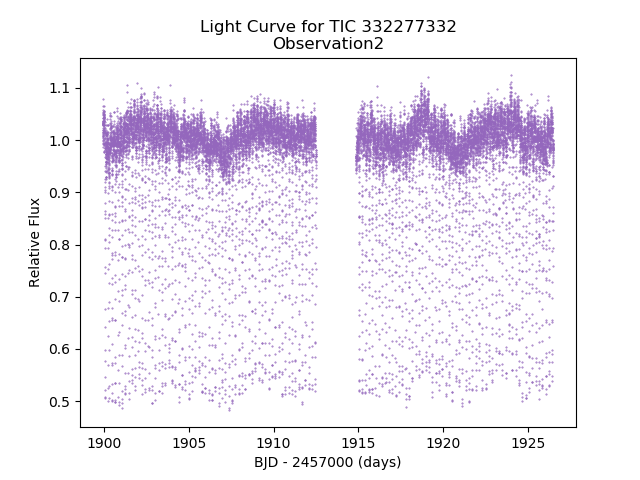 Light Curve for TIC 332277332
Observation2
Relative Flux
1.1
1.0
0.9
0.8
0.7
0.6
0.5
1900 1905 1910 1915 1920 1925
BJD - 2457000 (days)